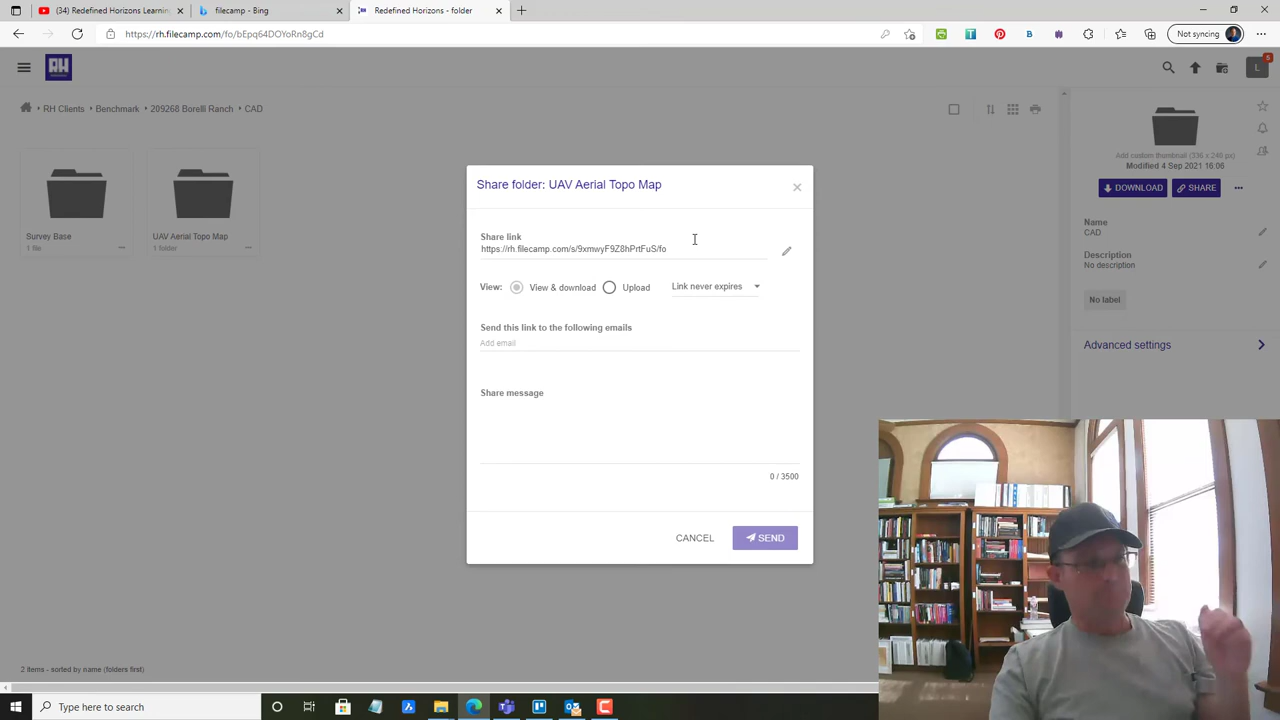 (34) Redefined Horizons Learnin
filecamp - Bing
Redefined Horizons - folder
https://rh.filecamp.com/fo/bEpq64DOYoRn8gCd
Not syncing
RH
L
5
RH Clients
Benchmark
209268 Borelli Ranch
CAD
Survey Base
1 file
UAV Aerial Topo Map
1 folder
Share folder: UAV Aerial Topo Map
Share link
https://rh.filecamp.com/s/9xmwyF9Z8hPrtFuS/fo
View:
View & download
Upload
Link never expires
Send this link to the following emails
Add email
Share message
0 / 3500
CANCEL
SEND
Add custom thumbnail (336 x 240 px)
Modified 4 Sep 2021 16:06
DOWNLOAD
SHARE
Name
CAD
Description
No description
No label
Advanced settings
2 items - sorted by name (folders first)
Type here to search